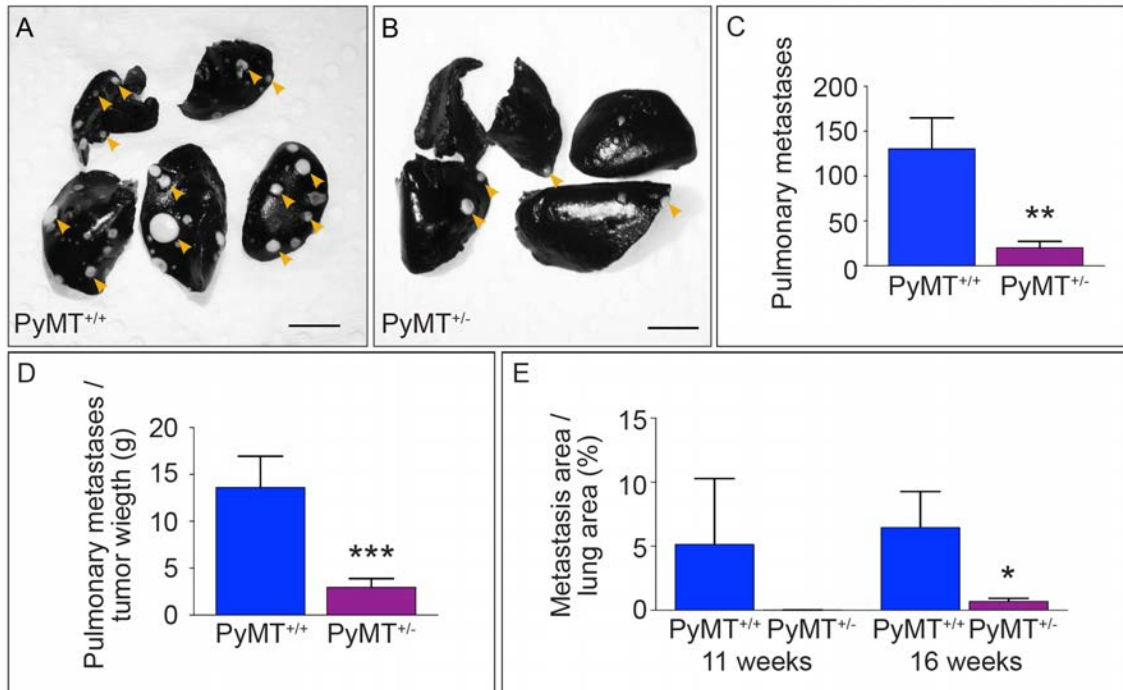 A
PyMT+/+
B
PyMT+/-
C
Pulmonary metastases
200
150
100
50
0
**
PyMT+/+ PyMT+/-
D
Pulmonary metastases /
tumor wiegth (g)
20
15
10
5
0
***
PyMT+/+ PyMT+/-
E
Metastasis area /
lung area (%)
15
10
5
0
*
PyMT+/+ PyMT+/- PyMT+/+ PyMT+/-
11 weeks 16 weeks